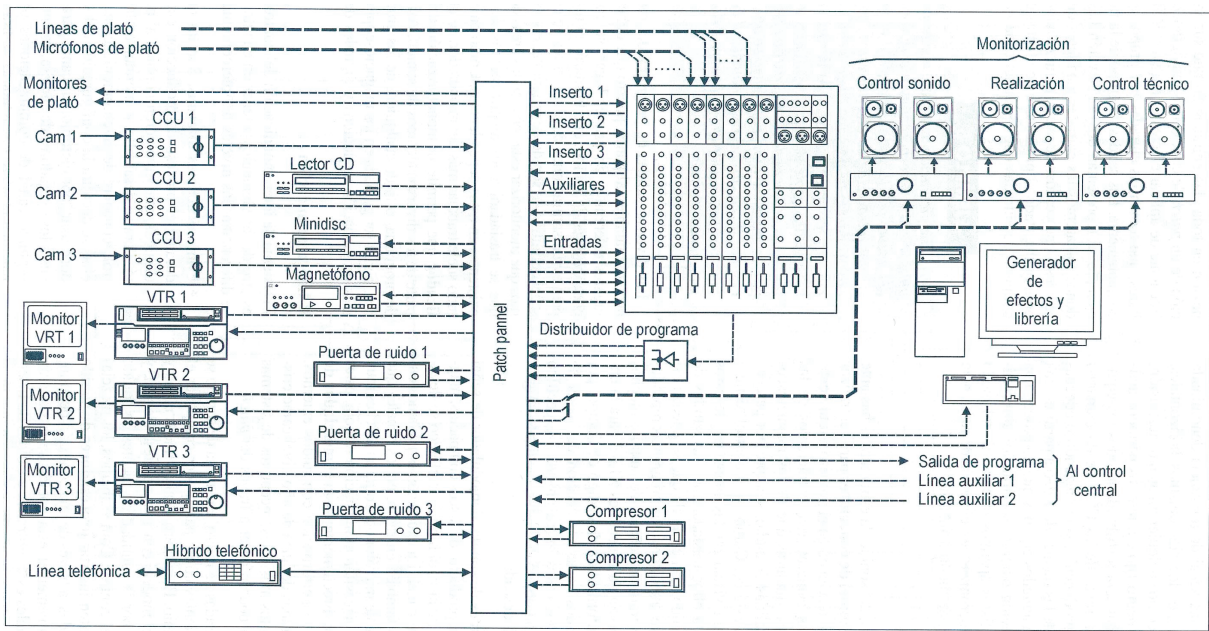 Líneas de plató
Micrófonos de plató
Monitores
de plató
CCU 1
Cam 1
Lector CD
CCU 2
Cam 2
Minidisc
CCU 3
Cam 3
Magnetófono
VTR 1
Monitor
VRT 1
Puerta de ruido 1
VTR 2
Monitor
VTR 2
Puerta de ruido 2
VTR 3
Monitor
VTR 3
Puerta de ruido 3
Híbrido telefónico
Línea telefónica
Patch pannel
Inserto 1
Inserto 2
Inserto 3
Auxiliares
Entradas
Distribuidor de programa
Monitorización
Control sonido
Realización
Control técnico
Generador
de
efectos y
librería
Salida de programa
Línea auxiliar 1
Línea auxiliar 2
Al control
central
Compresor 1
Compresor 2